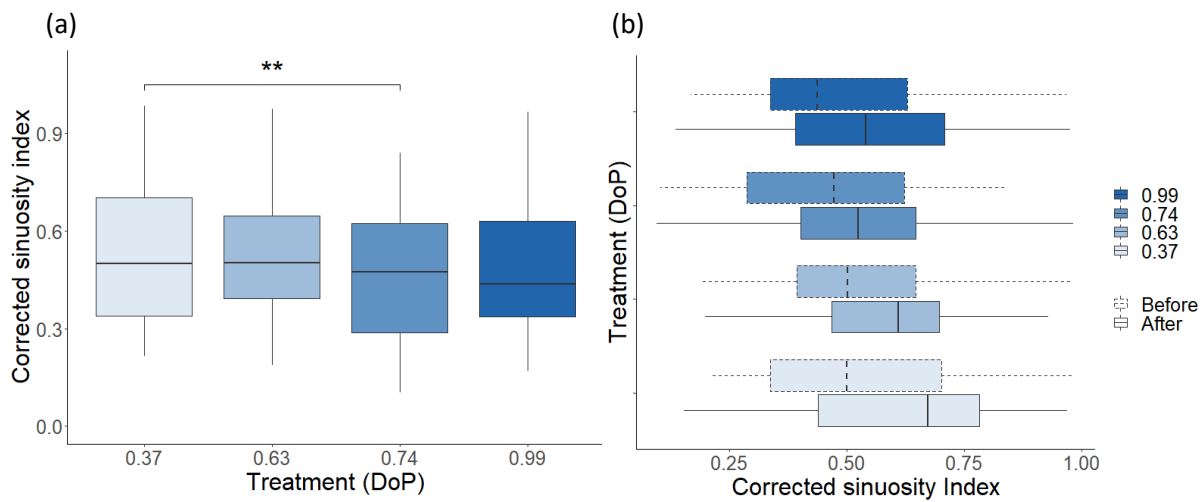 (a)
**
Corrected sinuosity index
0.9
0.6
0.3
0.0
0.37 0.63 0.74 0.99
Treatment (DoP)
(b)
Treatment (DoP)
0.25 0.50 0.75 1.00
Corrected sinuosity Index
0.99
0.74
0.63
0.37
Before
After